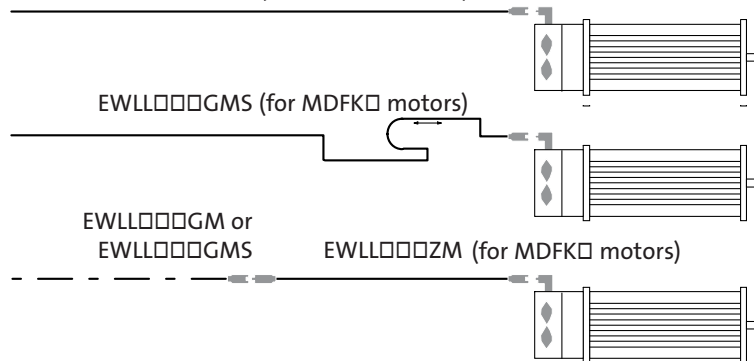 EWLL□□□GMS (for MDFK□ motors)
EWLL□□□GM or
EWLL□□□GMS
EWLL□□□ZM (for MDFK□ motors)